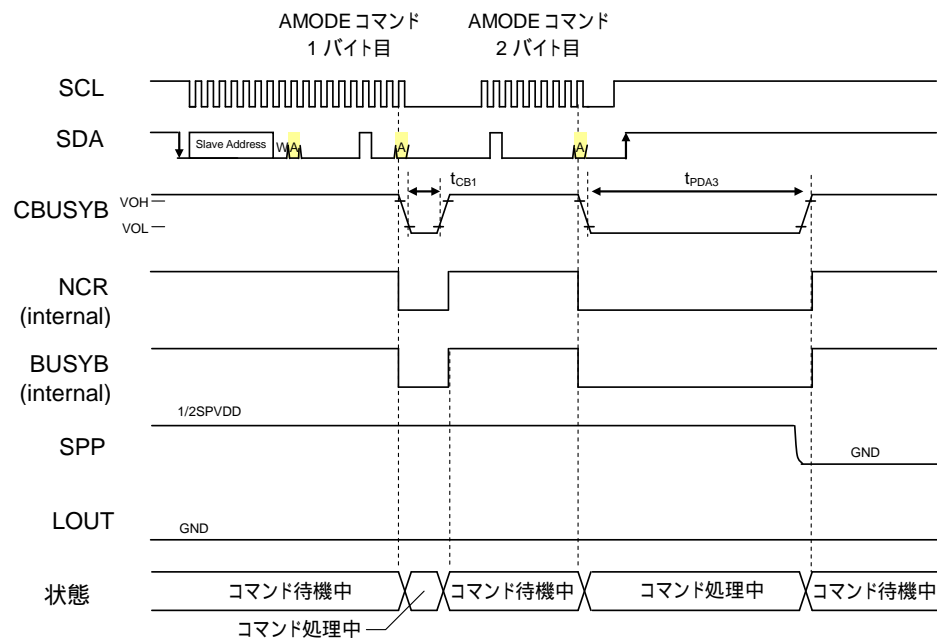 AMODE コマンド
1 バイト目
AMODE コマンド
2 バイト目
SCL
SDA
Slave Address
W
A
A
A
CBUSYB
VOH
VOL
tCB1
tPDA3
NCR
(internal)
BUSYB
(internal)
1/2SPVDD
SPP
GND
LOUT
GND
状態
コマンド待機中
コマンド待機中
コマンド処理中
コマンド待機中
コマンド処理中